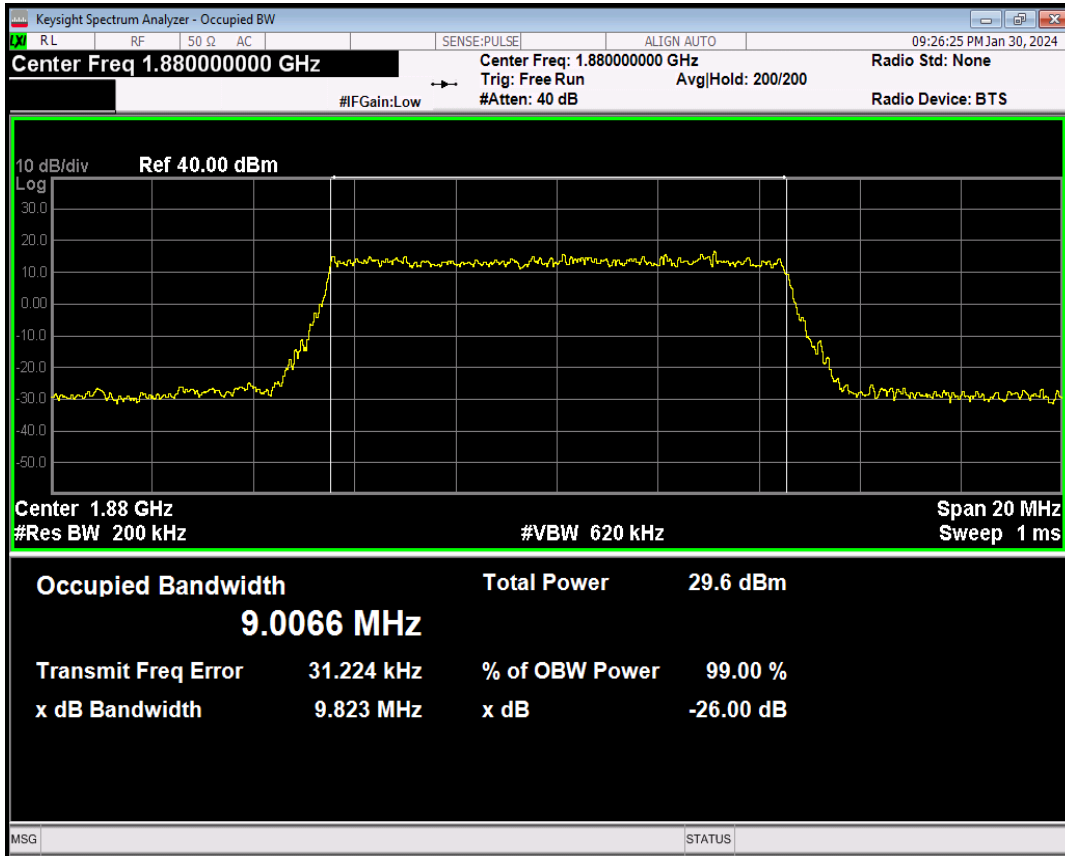 Keysight Spectrum Analyzer - Occupied BW
LXI RL RF 50 Ω AC SENSE:PULSE ALIGN AUTO 09:26:25 PM Jan 30, 2024
Center Freq 1.880000000 GHz
Center Freq: 1.880000000 GHz
Radio Std: None
Trig: Free Run Avg|Hold: 200/200
#IFGain:Low #Atten: 40 dB Radio Device: BTS
10 dB/div Ref 40.00 dBm
Log
30.0
20.0
10.0
0.00
-10.0
-20.0
-30.0
-40.0
-50.0
Center 1.88 GHz Span 20 MHz
#Res BW 200 kHz #VBW 620 kHz Sweep 1 ms
Occupied Bandwidth Total Power 29.6 dBm
9.0066 MHz
Transmit Freq Error 31.224 kHz % of OBW Power 99.00 %
x dB Bandwidth 9.823 MHz x dB -26.00 dB
MSG STATUS